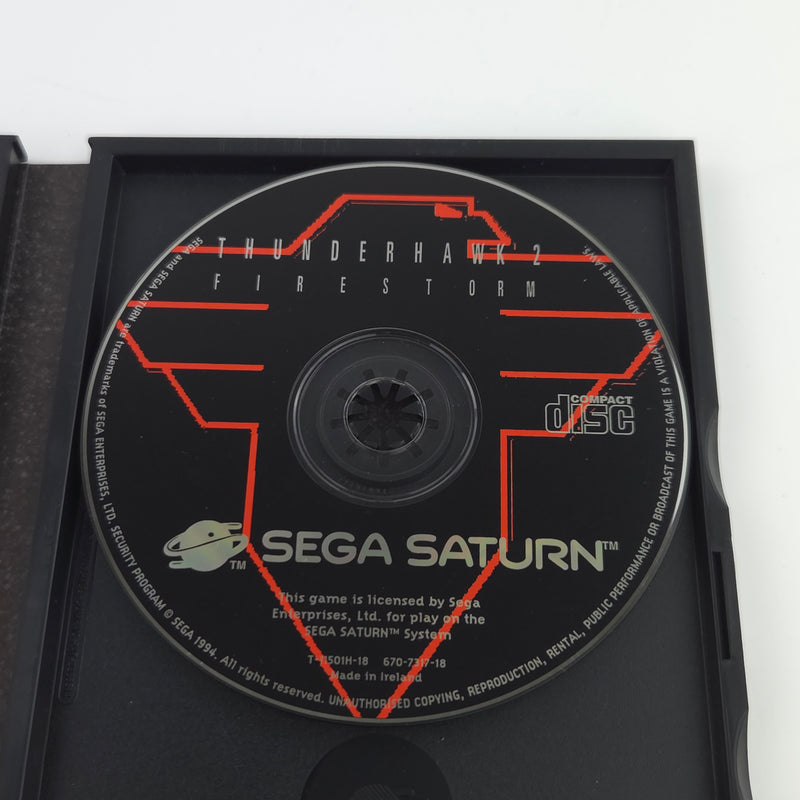 THUNDERHAWK 2
FIRESTORM
COMPACT
disc
SEGA SATURN™
TM
This game is licensed by Sega
Enterprises, Ltd. for play on the
SEGA SATURN™ System
T-11501H-18 670-7317-18
Made in Ireland
SEGA and SEGA SATURN are trademarks of SEGA ENTERPRISES, LTD. SECURITY PROGRAM © SEGA 1994. All rights reserved. UNAUTHORISED COPYING, REPRODUCTION, RENTAL, PUBLIC PERFORMANCE OR BROADCAST OF THIS GAME IS A VIOLATION OF APPLICABLE LAWS.